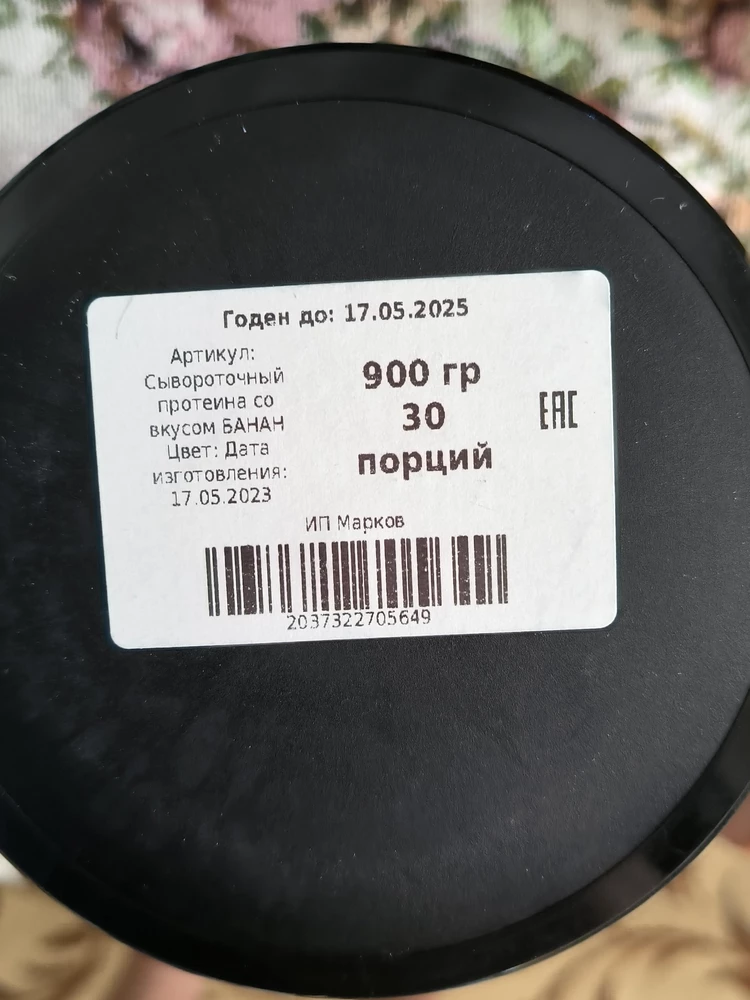 Годен до: 17.05.2025
Артикул:
Сывороточный
протеина со
вкусом БАНАН
Цвет: Дата
изготовления:
17.05.2023
900 гр
30
порций
EAC
ИП Марков
2037322705649